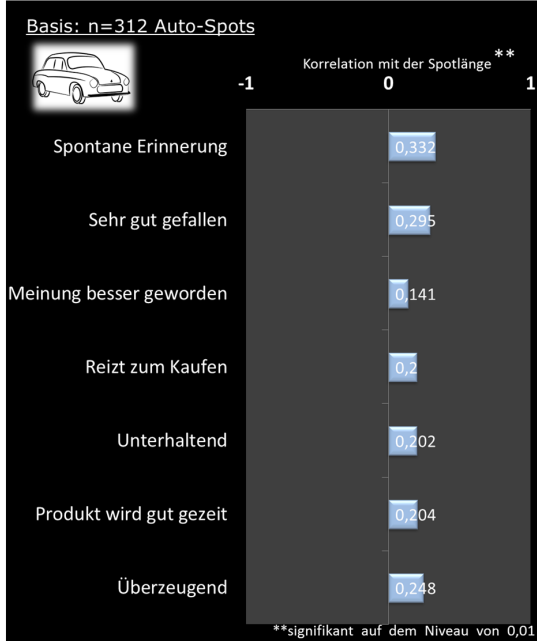 Basis: n=312 Auto-Spots
Korrelation mit der Spotlänge**
-1 0 1
Spontane Erinnerung 0,332
Sehr gut gefallen 0,295
Meinung besser geworden 0,141
Reizt zum Kaufen 0,2
Unterhaltend 0,202
Produkt wird gut gezeit 0,204
Überzeugend 0,248
**signifikant auf dem Niveau von 0,01